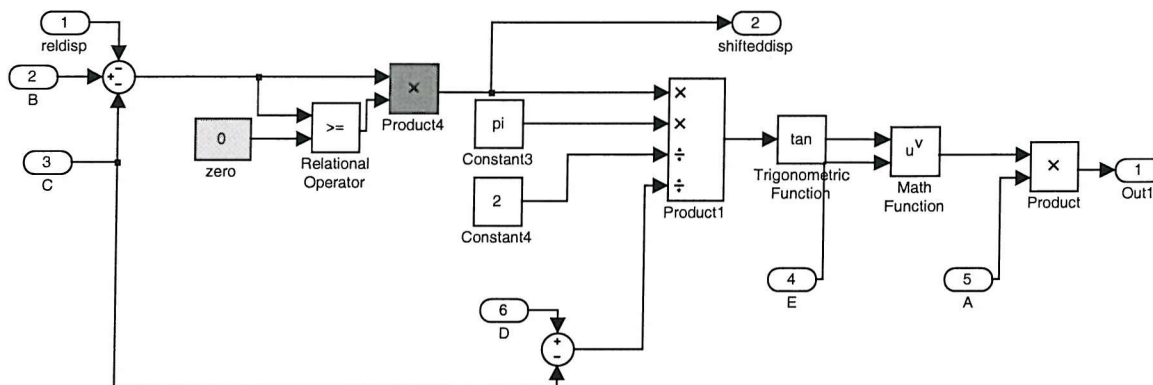 1
reldisp
2
shifteddisp
2
B
- 
+ -
×
Product4
×
pi
Constant3
×
0
zero
>=
Relational
Operator
tan
Trigonometric
Function
u^v
Math
Function
×
Product
1
Out1
3
C
÷
÷
Product1
2
Constant4
4
E
5
A
6
D
+
-